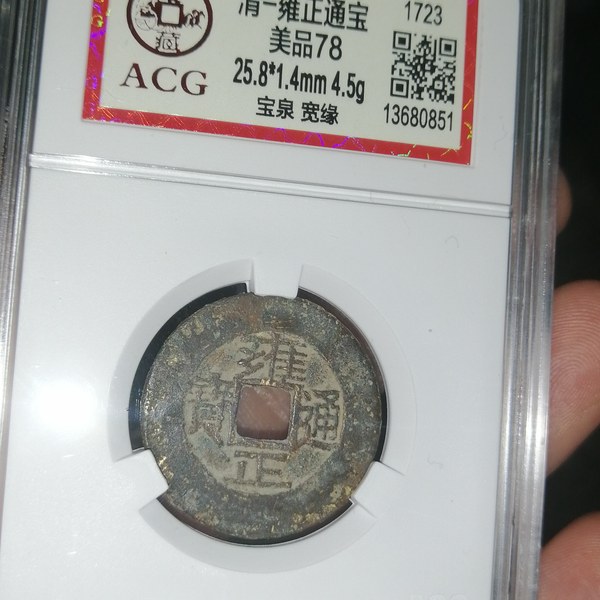 清-雍正通宝
1723
美品78
ACG
25.8*1.4mm 4.5g
宝泉 宽缘
13680851
藏
雍正通寶